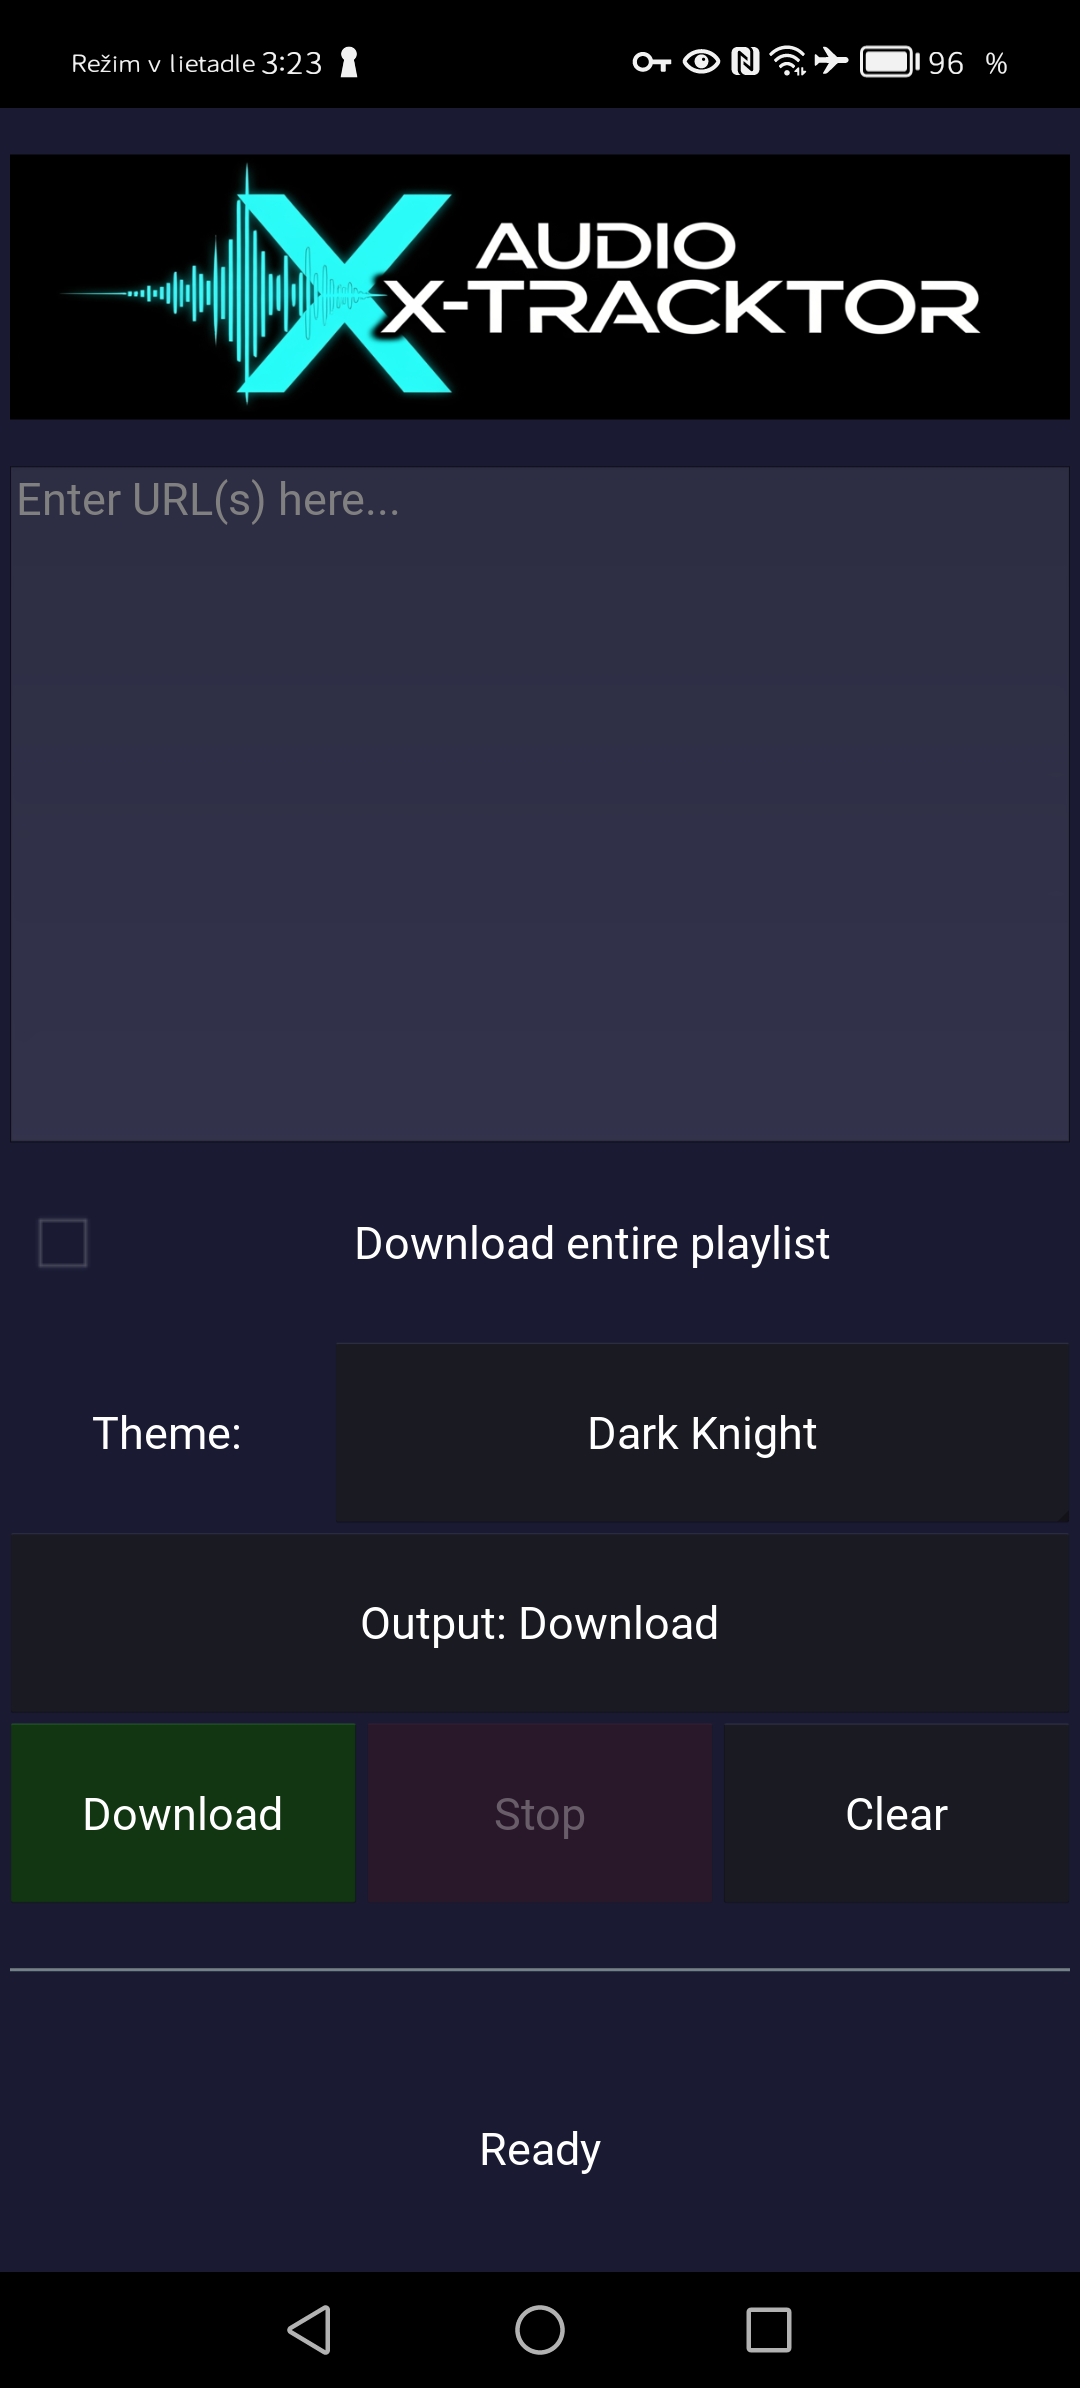 Režim v lietadle 3:23
96 %
AUDIO
X-TRACKTOR
Enter URL(s) here...
Download entire playlist
Theme:
Dark Knight
Output: Download
Download
Stop
Clear
Ready